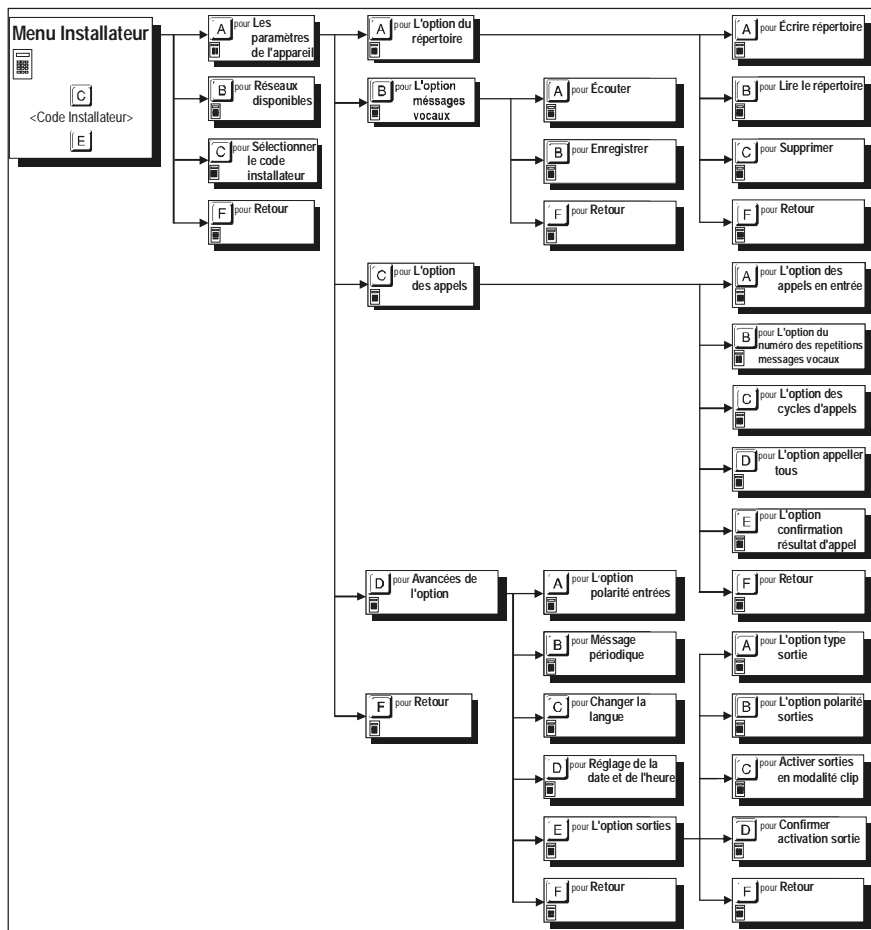 Menu Installateur
C
<Code Installateur>
E
A pour Les
paramètres
de l'appareil
B pour Réseaux
disponibles
C pour Sélectionner
le code
installateur
F pour Retour
A pour L'option du
répertoire
B pour L'option
méssages
vocaux
C pour L'option
des appels
D pour Avancées de
l'option
F pour Retour
A pour Écouter
B pour Enregistrer
F pour Retour
A pour L'option
polarité entrées
B pour Méssage
périodique
C pour Changer la
langue
D pour Réglage de la
date et de l'heure
E pour L'option sorties
F pour Retour
A pour Écrire répertoire
B pour Lire le répertoire
C pour Supprimer
F pour Retour
A pour L'option des
appels en entrée
B pour L'option du
numéro des repetitions
messages vocaux
C pour L'option des
cycles d'appels
D pour L'option appeller
tous
E pour L'option
confirmation
résultat d'appel
F pour Retour
A pour L'option type
sortie
B pour L'option polarité
sorties
C pour Activer sorties
en modalité clip
D pour Confirmer
activation sortie
F pour Retour